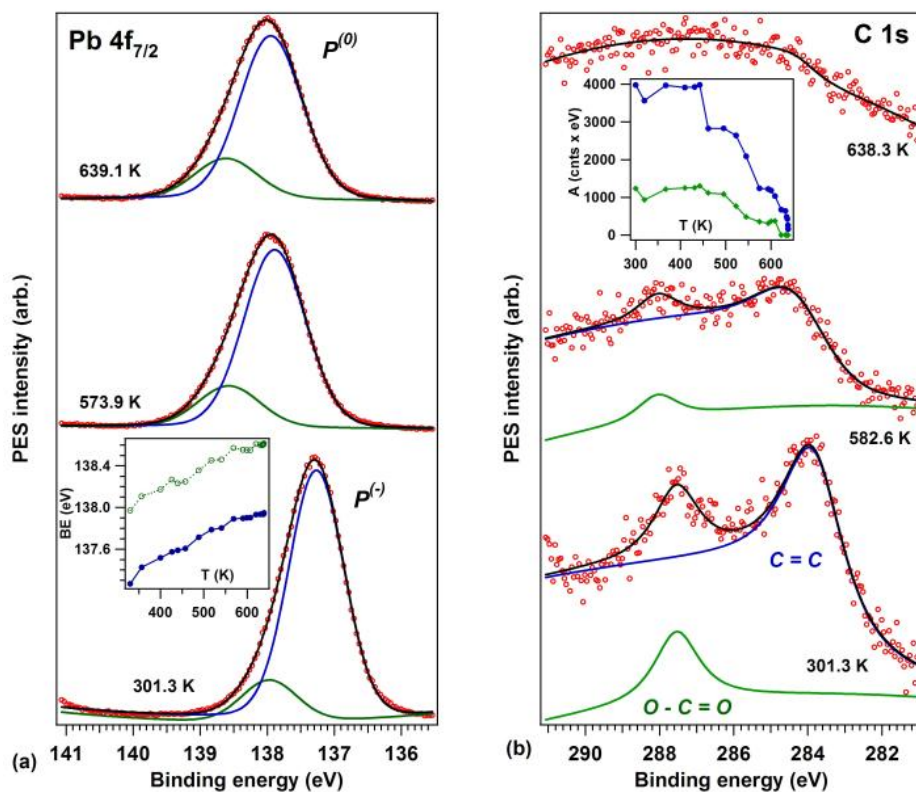 Pb 4f7/2
P(0)
639.1 K
573.9 K
138.4
138.0
137.6
BE (eV)
T (K)
400
500
600
P(-)
301.3 K
PES intensity (arb.)
141
140
139
138
137
136
Binding energy (eV)
(a)
C 1s
4000
3000
2000
1000
0
A (cnts x eV)
T (K)
300
400
500
600
638.3 K
582.6 K
C = C
301.3 K
O - C = O
PES intensity (arb.)
290
288
286
284
282
Binding energy (eV)
(b)